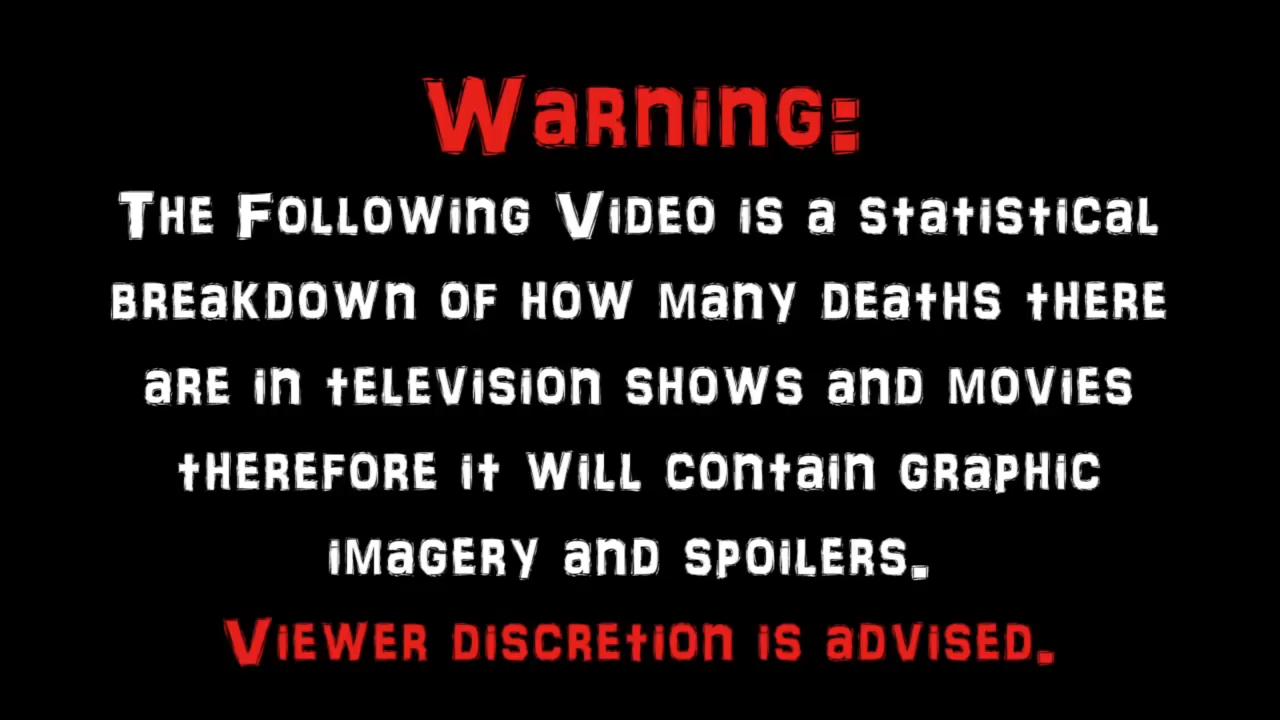 Warning:
The Following Video is a statistical
breakdown of how many deaths there
are in television shows and movies
therefore it will contain graphic
imagery and spoilers.
Viewer discretion is advised.